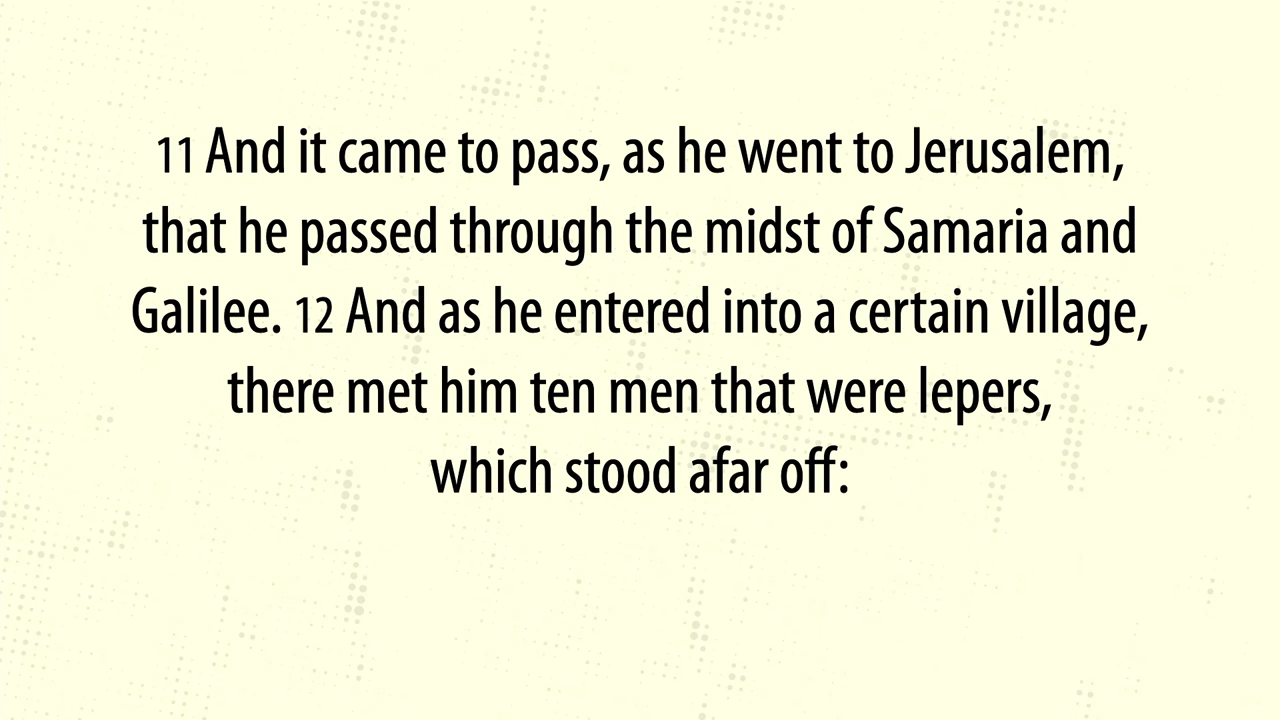 11 And it came to pass, as he went to Jerusalem,
that he passed through the midst of Samaria and
Galilee. 12 And as he entered into a certain village,
there met him ten men that were lepers,
which stood afar off: